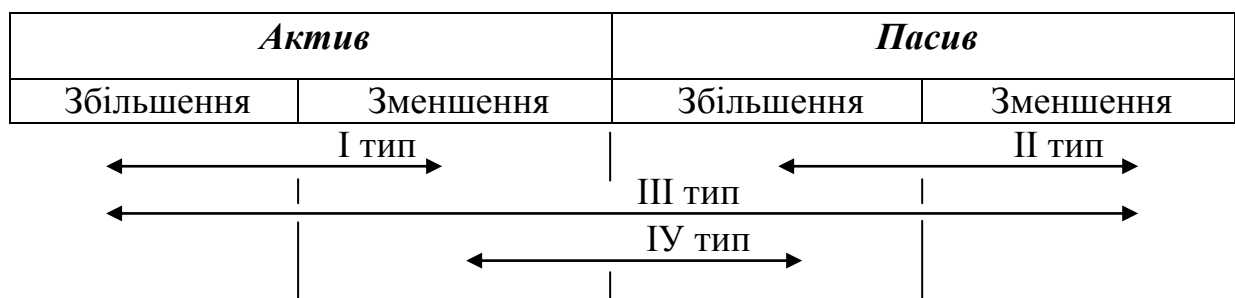 Актив Пасив
Збільшення Зменшення Збільшення Зменшення
І тип ІІ тип
ІІІ тип
ІУ тип